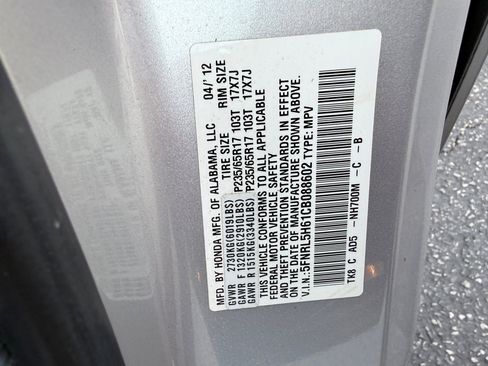 MFD. BY HONDA MFG. OF ALABAMA, LLC 04/'12
TIRE SIZE RIM SIZE
GVWR 2730KG(6019LBS)
GAWR F 1320KG(2910LBS) P235/65R17 103T 17X7J
GAWR R 1515KG(3340LBS) P235/65R17 103T 17X7J
THIS VEHICLE CONFORMS TO ALL APPLICABLE
FEDERAL MOTOR VEHICLE SAFETY
AND THEFT PREVENTION STANDARDS IN EFFECT
ON THE DATE OF MANUFACTURE SHOWN ABOVE.
V.I.N.:5FNRL5H61CB088602 TYPE: MPV
TK8 C AD5 -NH700M -C -B